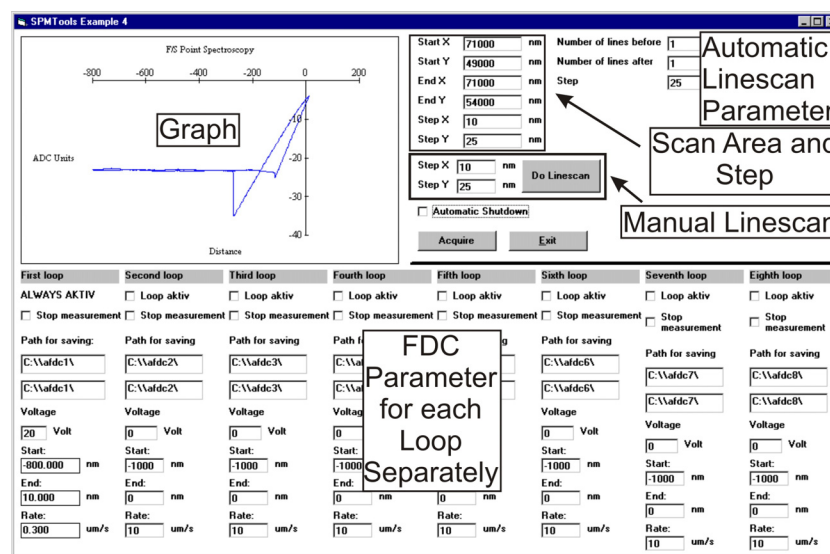 SPMTools Example 4
F/S Point Spectroscopy
-800 -600 -400 -200 0 200
-10
-20
-30
-40
ADC Units
Distance
Graph
Start X 71000 nm
Start Y 49000 nm
End X 71000 nm
End Y 54000 nm
Step X 10 nm
Step Y 25 nm
Number of lines before 1
Number of lines after 1
Step 25
Automatic
Linescan
Parameter
Scan Area and
Step
Step X 10 nm
Step Y 25 nm
Do Linescan
Manual Linescan
Automatic Shutdown
Acquire Exit
First loop Second loop Third loop Fourth loop Fifth loop Sixth loop Seventh loop Eighth loop
ALWAYS AKTIV Loop aktiv Loop aktiv Loop aktiv Loop aktiv Loop aktiv Loop aktiv Loop aktiv
Stop measurement Stop measurement Stop measurement Stop measurement Stop measurement Stop measurement Stop measurement Stop measurement
Path for saving: Path for saving Path for saving Path for saving Path for saving Path for saving
C:\\afdc1\ C:\\afdc2\ C:\\afdc3\ C:\\afdc6\ C:\\afdc7\ C:\\afdc8\
C:\\afdc1\ C:\\afdc2\ C:\\afdc3\ C:\\afdc6\ C:\\afdc7\ C:\\afdc8\
FDC
Parameter
for each
Loop
Separately
Voltage Voltage Voltage Voltage Voltage Voltage
20 Volt 0 Volt 0 Volt 0 0 Volt 0 Volt 0 Volt
Start: Start: Start: Start: Start: Start: Start:
-800.000 nm -1000 nm -1000 nm -1000 -1000 nm -1000 nm -1000 nm
End: End: End: End: End: End: End: End:
10.000 nm 0 nm 0 nm 0 nm 0 nm 0 nm 0 nm 0 nm
Rate: Rate: Rate: Rate: Rate: Rate: Rate: Rate:
0.300 um/s 10 um/s 10 um/s 10 um/s 10 um/s 10 um/s 10 um/s 10 um/s